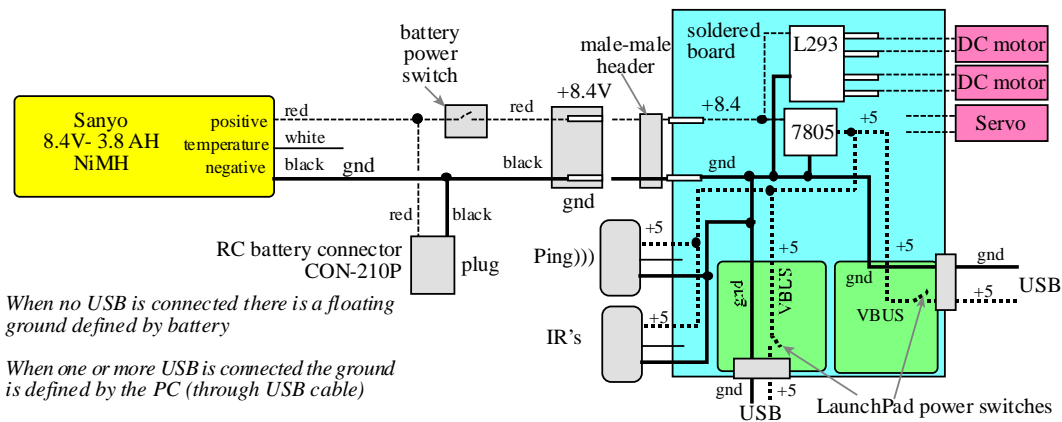 battery
power
switch
male-male
header
soldered
board
L293
DC motor
DC motor
Servo
+8.4V
+8.4
7805
+5
Sanyo
8.4V- 3.8 AH
NiMH
positive
temperature
negative
red
white
black
gnd
red
black
gnd
gnd
red
black
RC battery connector
CON-210P
plug
Ping)))
+5
IR's
+5
+5
+5
gnd
VBUS
gnd
VBUS
gnd
USB
+5
gnd
+5
USB
LaunchPad power switches
When no USB is connected there is a floating
ground defined by battery
When one or more USB is connected the ground
is defined by the PC (through USB cable)